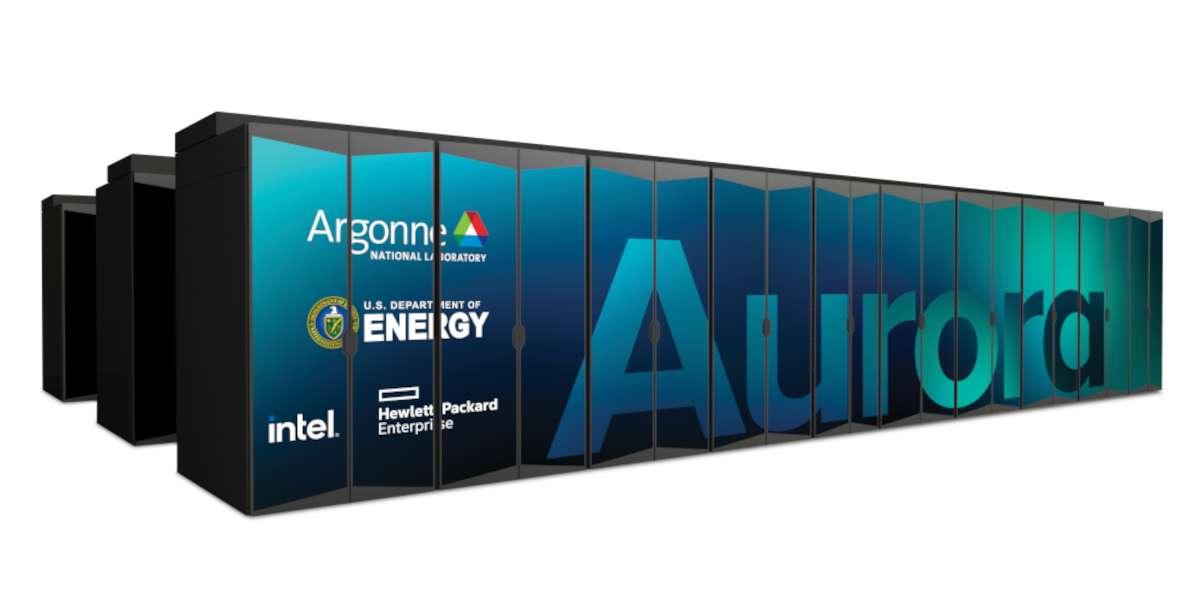 Argonne
NATIONAL LABORATORY
U.S. DEPARTMENT OF
ENERGY
intel.
Hewlett Packard
Enterprise
Aurora